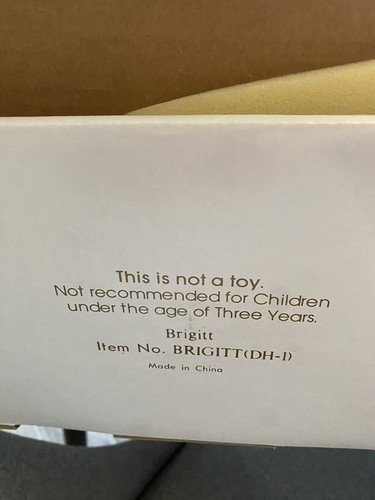 This is not a toy.
Not recommended for Children
under the age of Three Years.
Brigitt
Item No. BRIGITT(DH-1)
Made in China